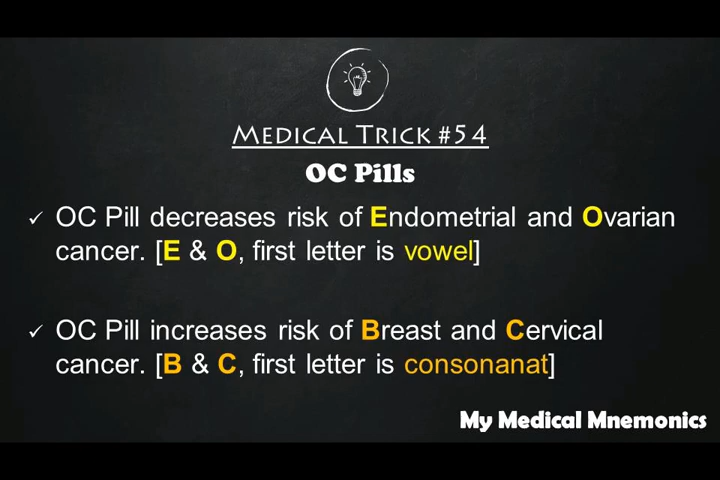 MEDICAL TRICK #54
OC Pills
✓ OC Pill decreases risk of Endometrial and Ovarian
cancer. [E & O, first letter is vowel]
✓ OC Pill increases risk of Breast and Cervical
cancer. [B & C, first letter is consonanat]
My Medical Mnemonics